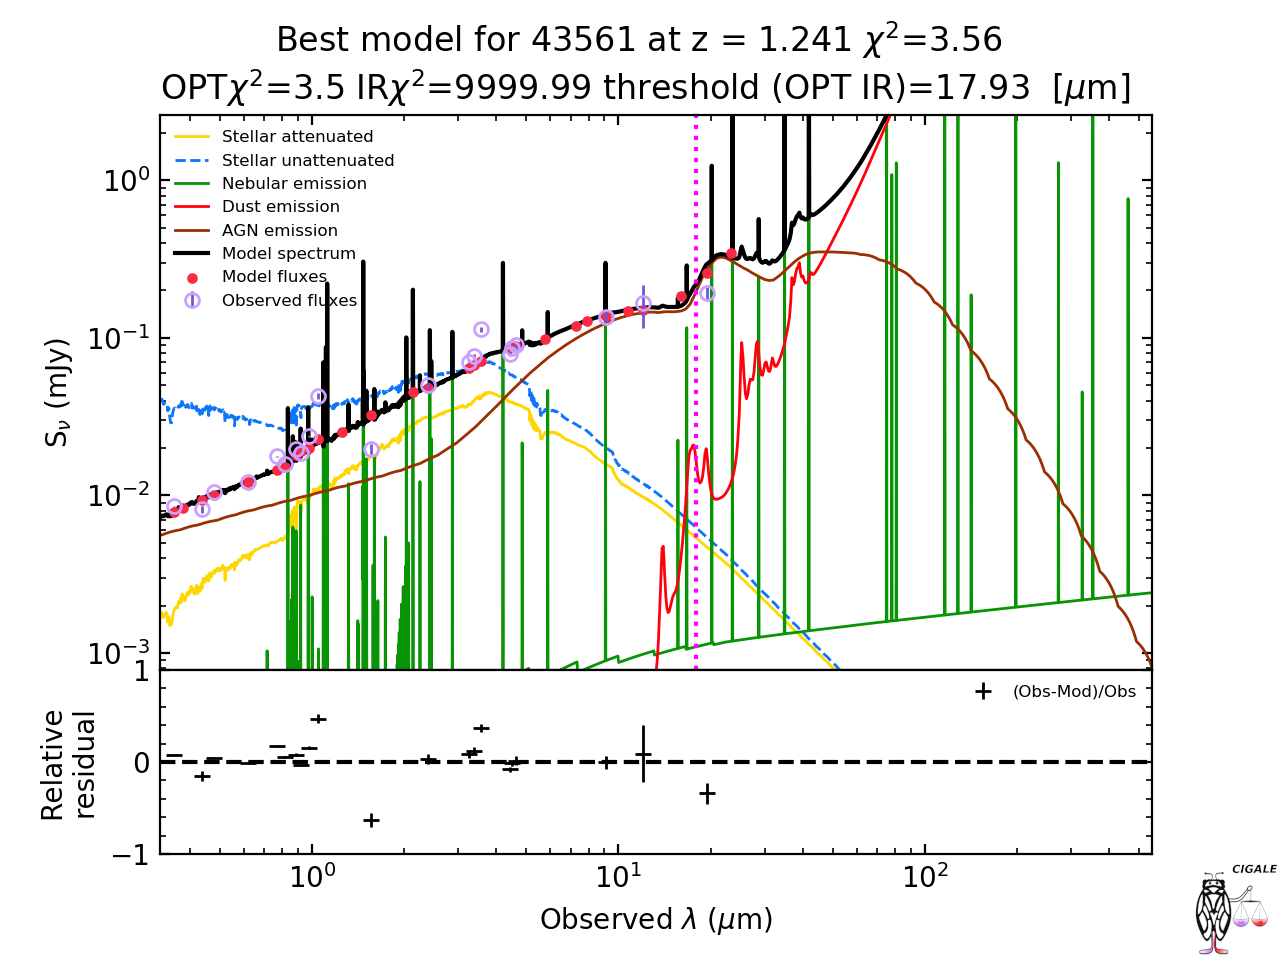 Best model for 43561 at z = 1.241 χ²=3.56
OPTχ²=3.5 IRχ²=9999.99 threshold (OPT IR)=17.93 [μm]
Stellar attenuated
Stellar unattenuated
Nebular emission
Dust emission
AGN emission
Model spectrum
Model fluxes
Observed fluxes
10⁰
10⁻¹
10⁻²
10⁻³
S_ν (mJy)
1
0
−1
Relative
residual
(Obs-Mod)/Obs
10⁰ 10¹ 10²
Observed λ (μm)
CIGALE